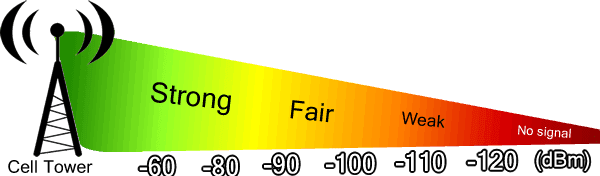 Strong
Fair
Weak
No signal
Cell Tower
-60 -80 -90 -100 -110 -120 (dBm)